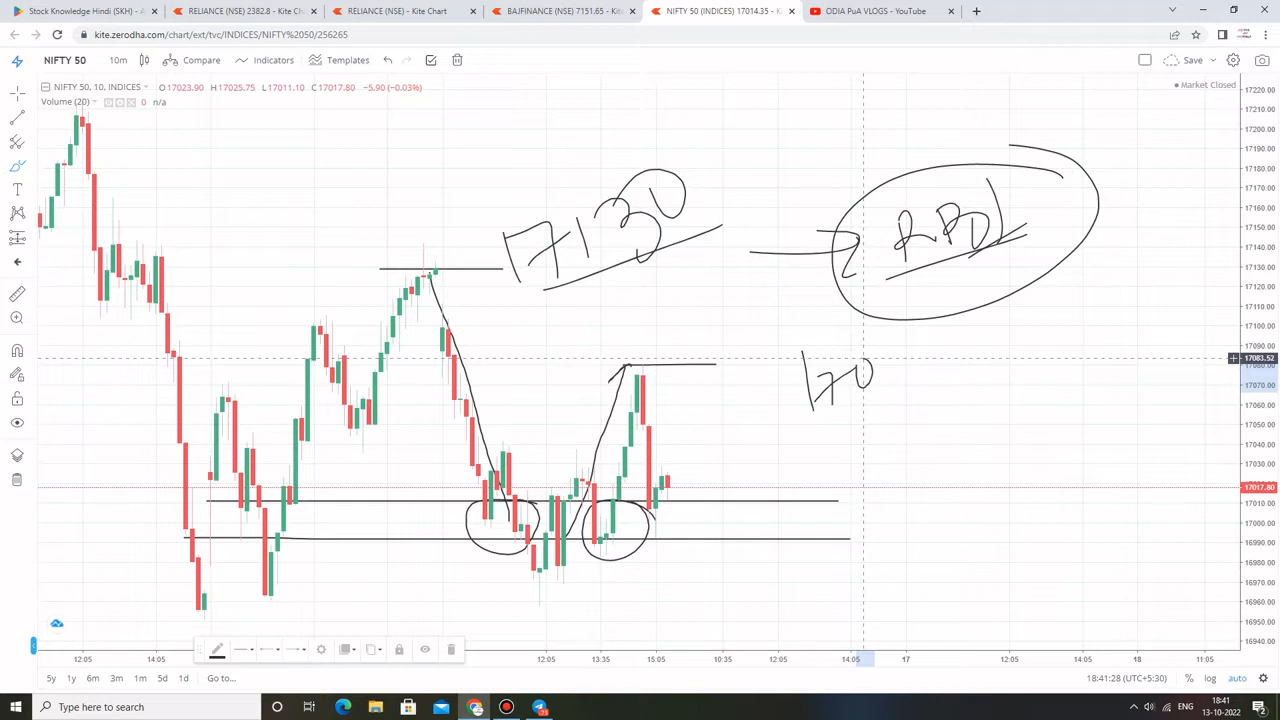 Stock Knowledge Hindi (SKH) - A
RELIANCE (NSE) 2382.8 - Kite Cha
RELIANCE (NSE) - Kite Chart
BAJFINANCE (NSE) 7151.65 - Kite
NIFTY 50 (INDICES) 17014.35 - Ki
ODIA PuA VLOGS - YouTube
kite.zerodha.com/chart/ext/tvc/INDICES/NIFTY%2050/256265
NIFTY 50
10m
Compare
Indicators
Templates
Save
NIFTY 50, 10, INDICES
O17023.90 H17025.75 L17011.10 C17017.80 −5.90 (−0.03%)
Market Closed
Volume (20)
0 n/a
17220.00
17210.00
17200.00
17190.00
17180.00
17170.00
17160.00
17150.00
17140.00
17130.00
17120.00
17110.00
17100.00
17090.00
17083.52
17080.00
17070.00
17060.00
17050.00
17040.00
17030.00
17017.80
17010.00
17000.00
16990.00
16980.00
16970.00
16960.00
16950.00
16940.00
17130
170
12:05 14:05 12:05 13:35 15:05 10:35 12:05 14:05 17 12:05 14:05 18 11:05
5y 1y 6m 3m 1m 5d 1d Go to...
18:41:28 (UTC+5:30) % log auto
Type here to search
ENG
18:41
13-10-2022
2